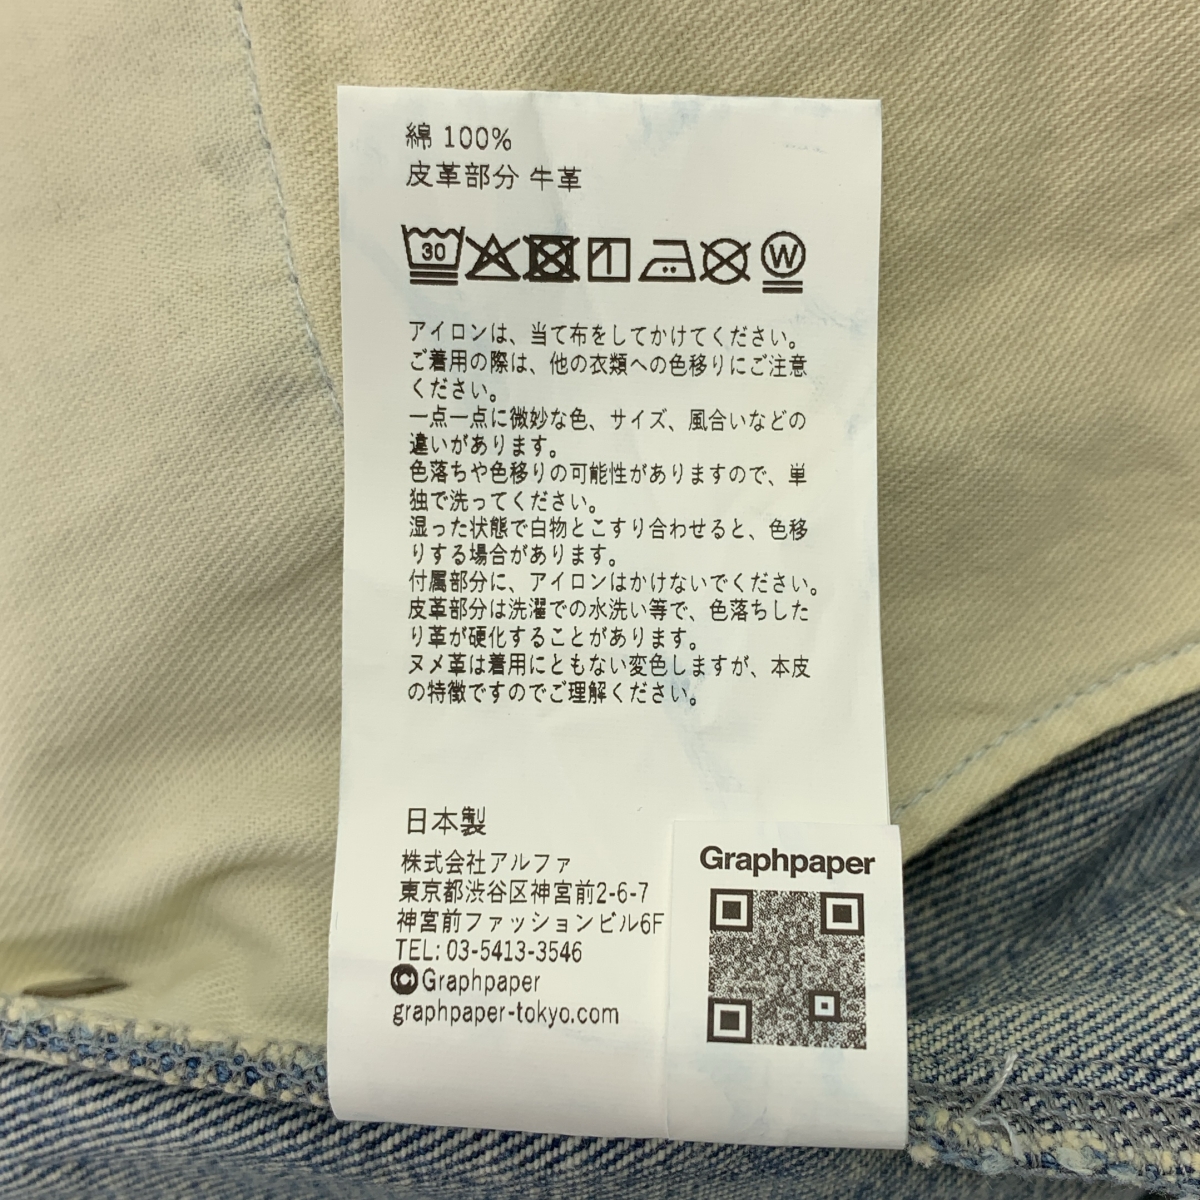 綿 100%
皮革部分 牛革
30
W
アイロンは、当て布をしてかけてください。
ご着用の際は、他の衣類への色移りにご注意
ください。
一点一点に微妙な色、サイズ、風合いなどの
違いがあります。
色落ちや色移りの可能性がありますので、単
独で洗ってください。
湿った状態で白物とこすり合わせると、色移
りする場合があります。
付属部分に、アイロンはかけないでください。
皮革部分は洗濯での水洗い等で、色落ちした
り革が硬化することがあります。
ヌメ革は着用にともない変色しますが、本皮
の特徴ですのでご理解ください。
日本製
株式会社アルファ
東京都渋谷区神宮前2-6-7
神宮前ファッションビル6F
TEL: 03-5413-3546
Graphpaper
graphpaper-tokyo.com
Graphpaper